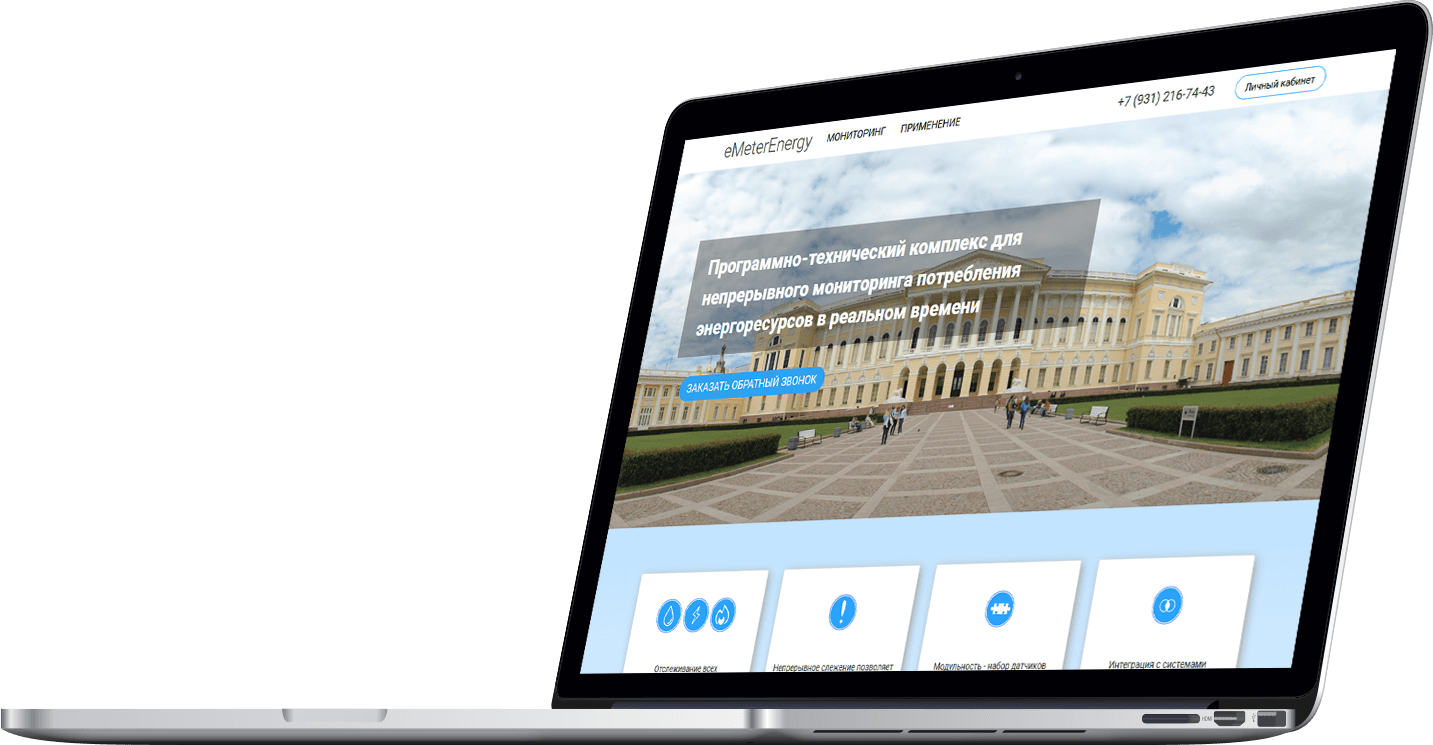 eMeterEnergy
МОНИТОРИНГ
ПРИМЕНЕНИЕ
+7 (931) 216-74-43
Личный кабинет
Программно-технический комплекс для
непрерывного мониторинга потребления
энергоресурсов в реальном времени
ЗАКАЗАТЬ ОБРАТНЫЙ ЗВОНОК
Отслеживание всех
Непрерывное слежение позволяет
Модульность - набор датчиков
Интеграция с системами
HDMI